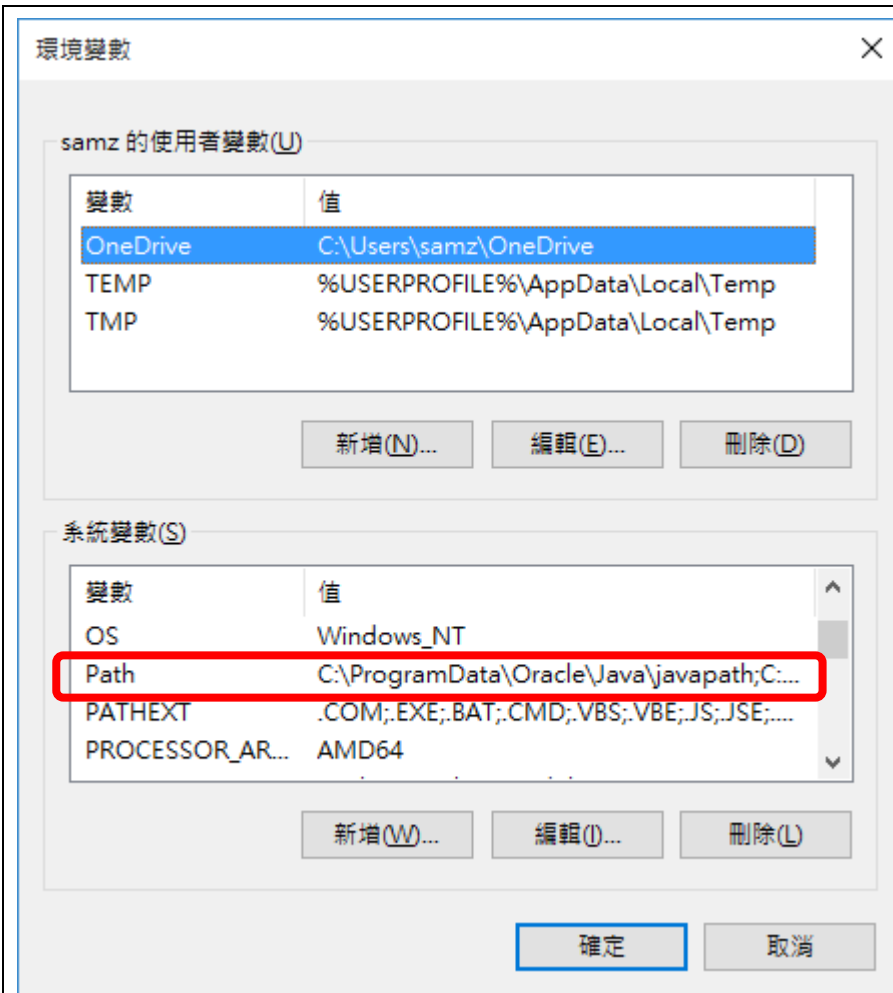 環境變數
samz 的使用者變數(U)
變數 值
OneDrive C:\Users\samz\OneDrive
TEMP %USERPROFILE%\AppData\Local\Temp
TMP %USERPROFILE%\AppData\Local\Temp
新增(N)... 編輯(E)... 刪除(D)
系統變數(S)
變數 值
OS Windows_NT
Path C:\ProgramData\Oracle\Java\javapath;C:...
PATHEXT .COM;.EXE;.BAT;.CMD;.VBS;.VBE;.JS;.JSE;....
PROCESSOR_AR... AMD64
新增(W)... 編輯(I)... 刪除(L)
確定 取消